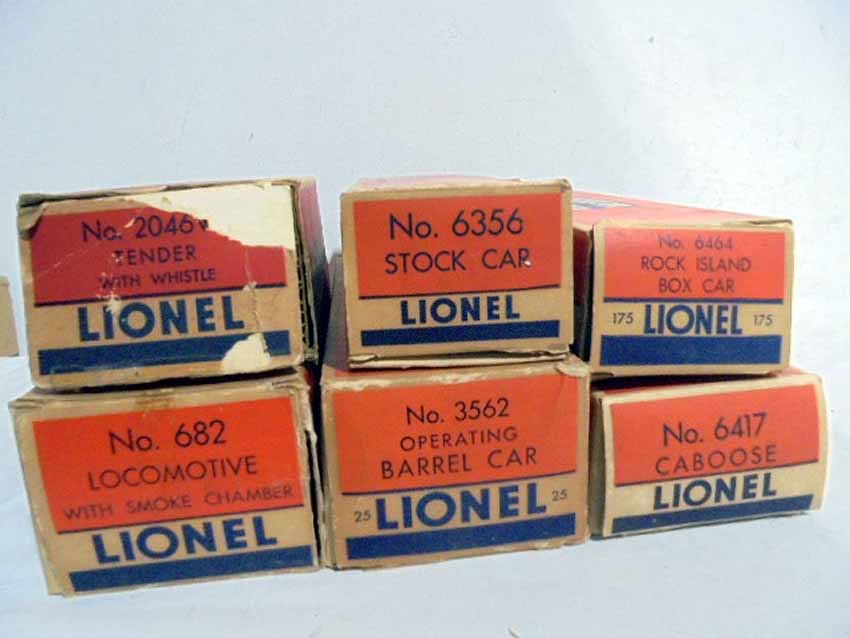 No. 2046W
TENDER
WITH WHISTLE
LIONEL
No. 6356
STOCK CAR
LIONEL
No. 6464
ROCK ISLAND
BOX CAR
175 LIONEL 175
No. 682
LOCOMOTIVE
WITH SMOKE CHAMBER
LIONEL
No. 3562
OPERATING
BARREL CAR
25 LIONEL 25
No. 6417
CABOOSE
LIONEL